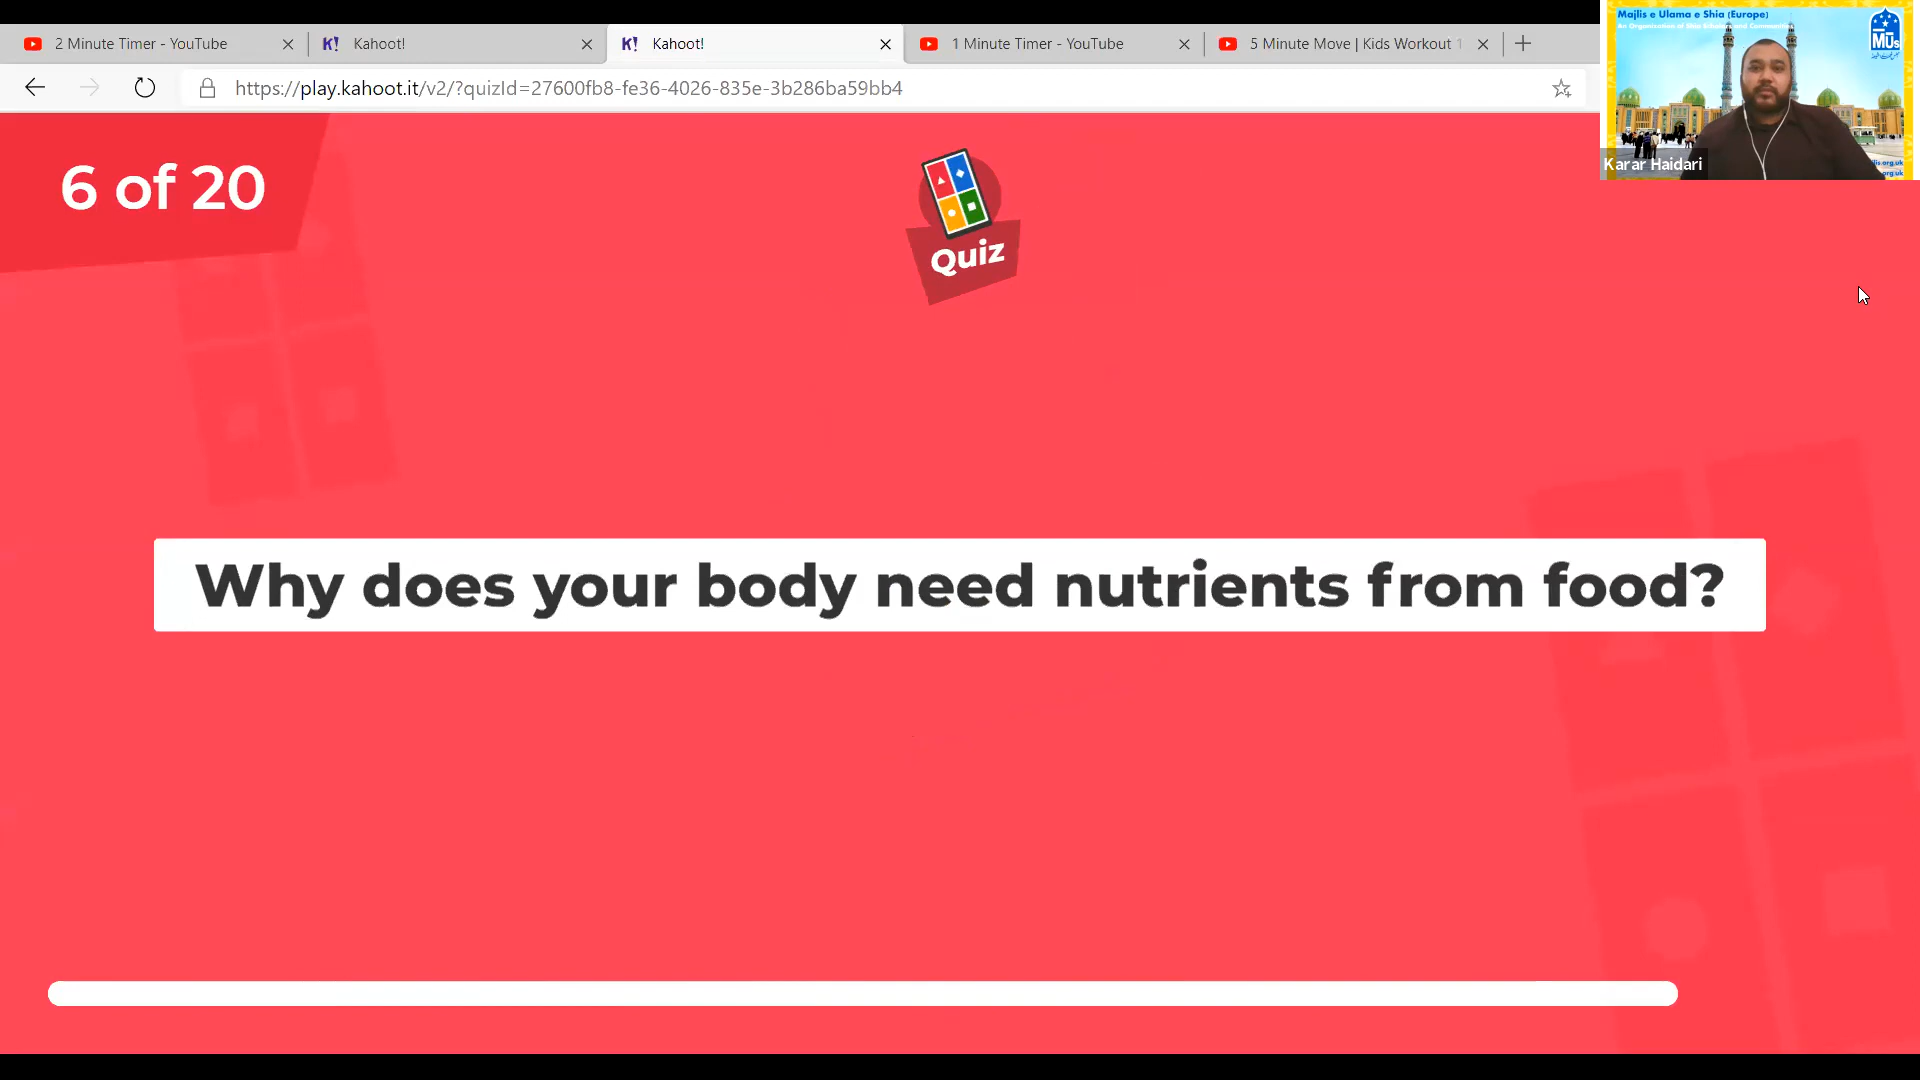 2 Minute Timer - YouTube
Kahoot!
Kahoot!
1 Minute Timer - YouTube
5 Minute Move | Kids Workout 1
https://play.kahoot.it/v2/?quizId=27600fb8-fe36-4026-835e-3b286ba59bb4
Majlis e Ulama e Shia (Europe)
MUs
Karar Haidari
6 of 20
Quiz
Why does your body need nutrients from food?